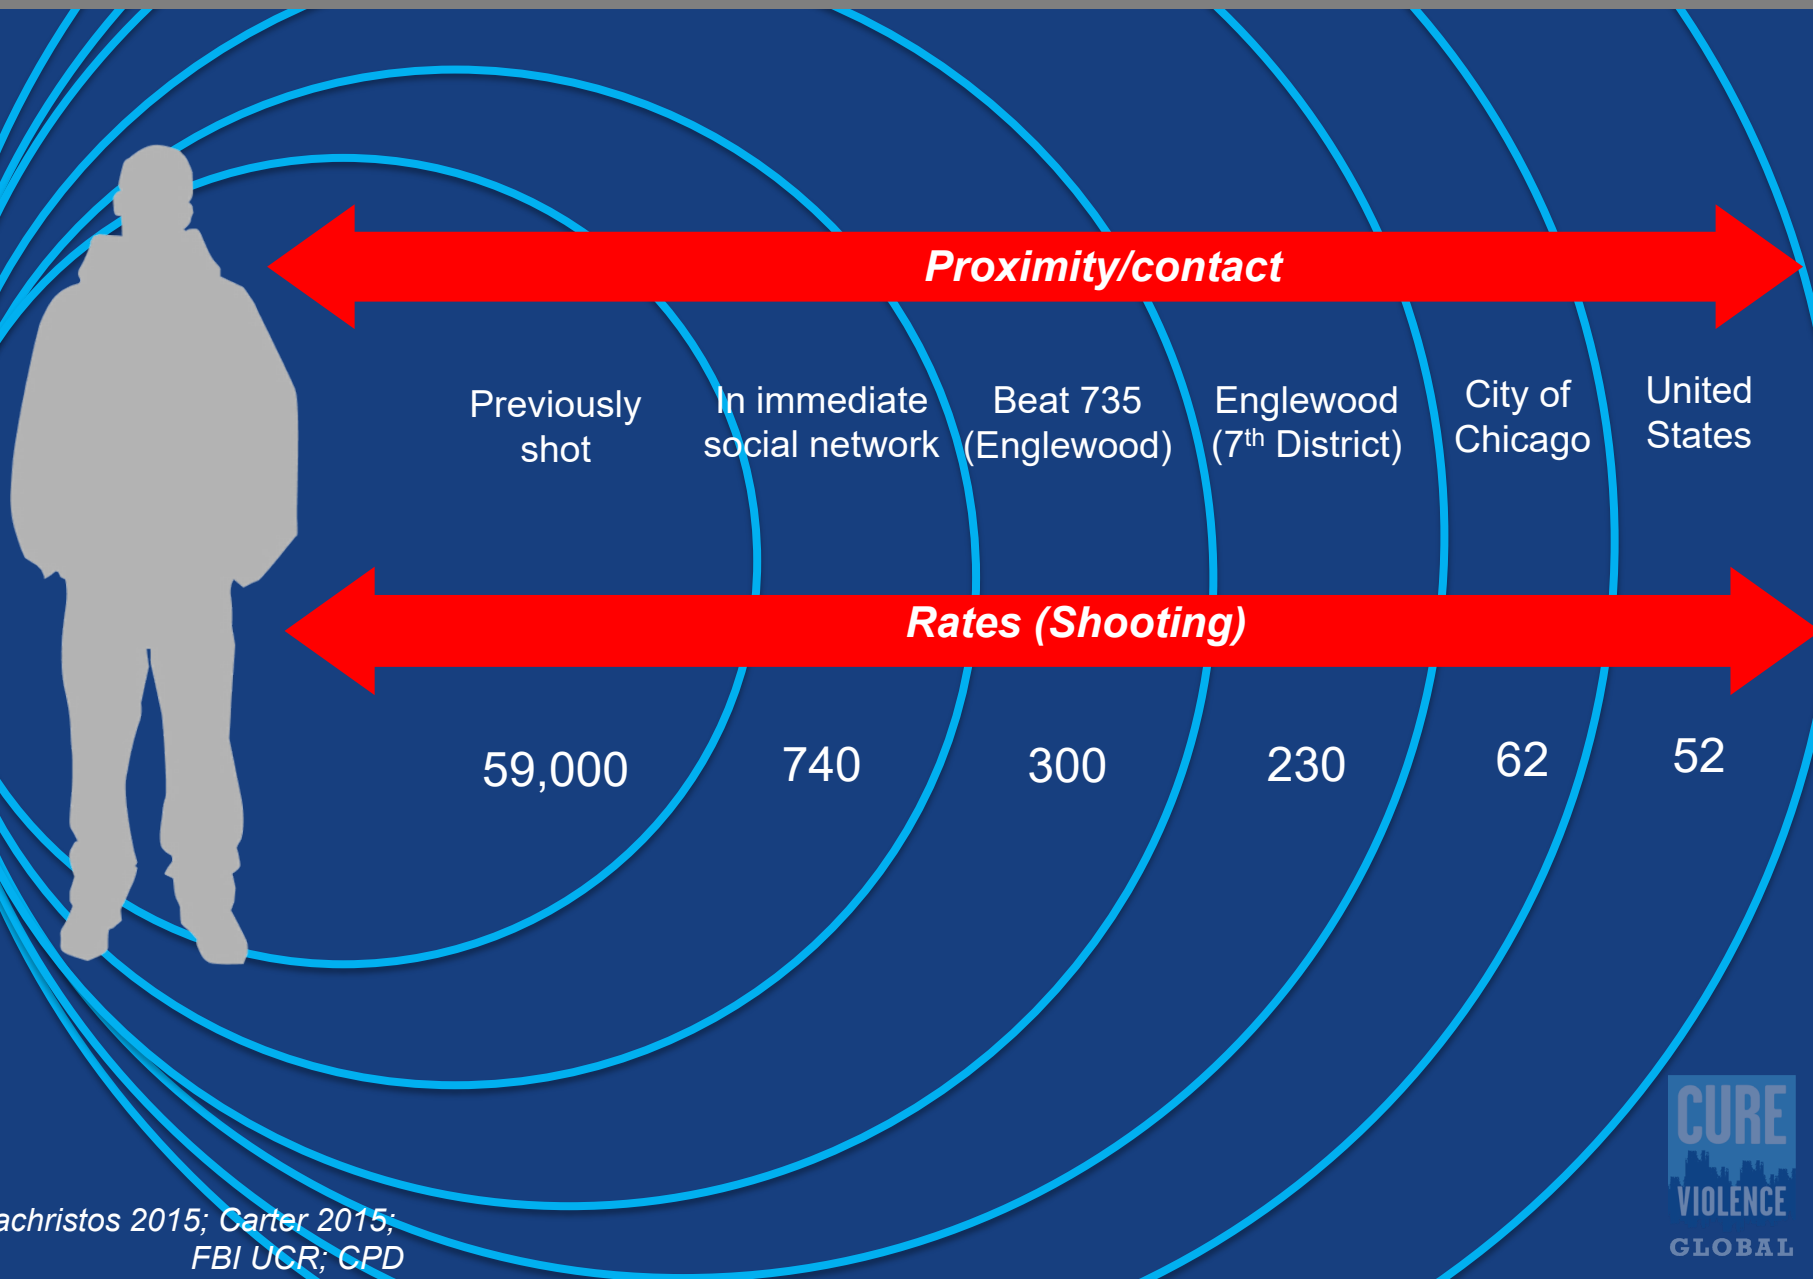 Proximity/contact
Previously
shot
In immediate
social network
Beat 735
(Englewood)
Englewood
(7th District)
City of
Chicago
United
States
Rates (Shooting)
59,000
740
300
230
62
52
achristos 2015; Carter 2015;
FBI UCR; CPD
CURE
VIOLENCE
GLOBAL